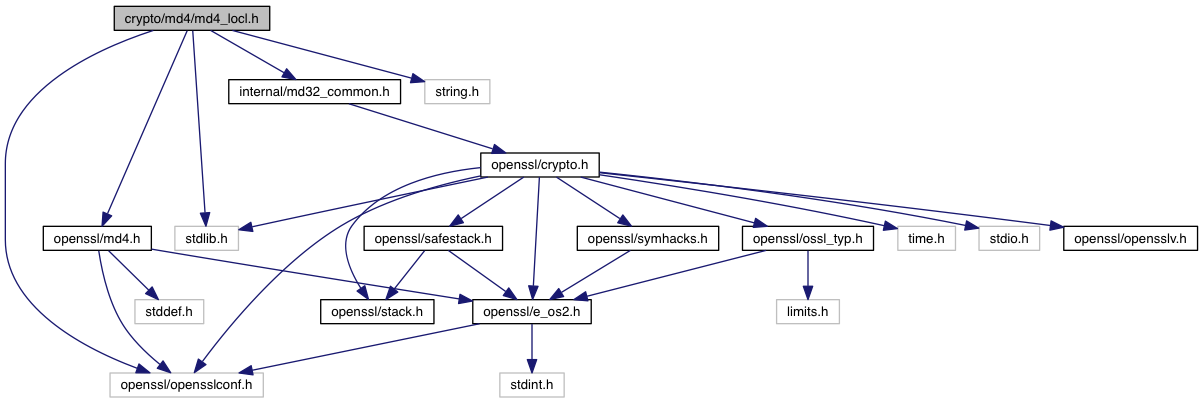 crypto/md4/md4_locl.h
internal/md32_common.h
string.h
openssl/crypto.h
openssl/md4.h
stdlib.h
openssl/safestack.h
openssl/symhacks.h
openssl/ossl_typ.h
time.h
stdio.h
openssl/opensslv.h
stddef.h
openssl/stack.h
openssl/e_os2.h
limits.h
openssl/opensslconf.h
stdint.h